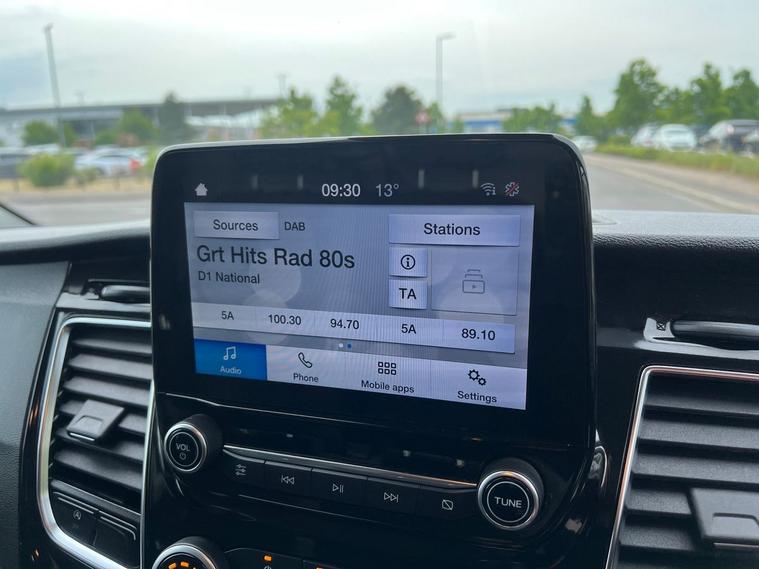 09:30 13°
Sources DAB Stations
Grt Hits Rad 80s
D1 National
TA
5A 100.30 94.70 5A 89.10
Audio Phone Mobile apps Settings
VOL
TUNE